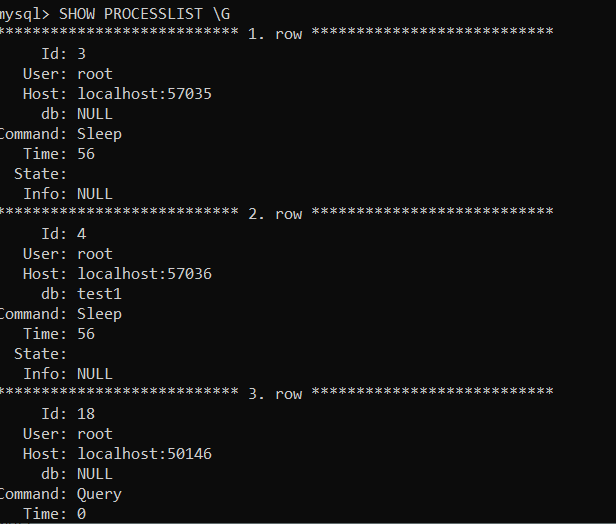 mysql> SHOW PROCESSLIST \G
*************************** 1. row ***************************
Id: 3
User: root
Host: localhost:57035
db: NULL
Command: Sleep
Time: 56
State:
Info: NULL
*************************** 2. row ***************************
Id: 4
User: root
Host: localhost:57036
db: test1
Command: Sleep
Time: 56
State:
Info: NULL
*************************** 3. row ***************************
Id: 18
User: root
Host: localhost:50146
db: NULL
Command: Query
Time: 0